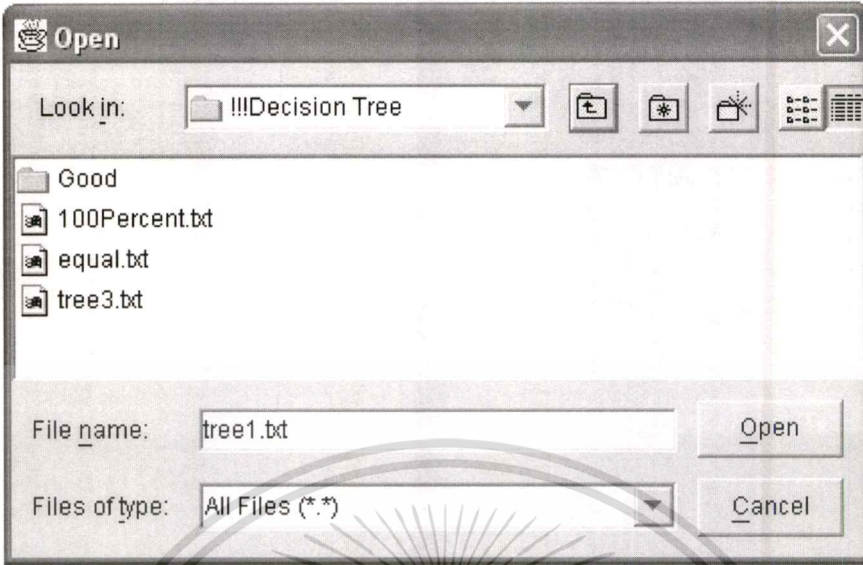 Open
Look in: !!!Decision Tree
Good
100Percent.txt
equal.txt
tree3.txt
File name: tree1.txt Open
Files of type: All Files (*.*) Cancel